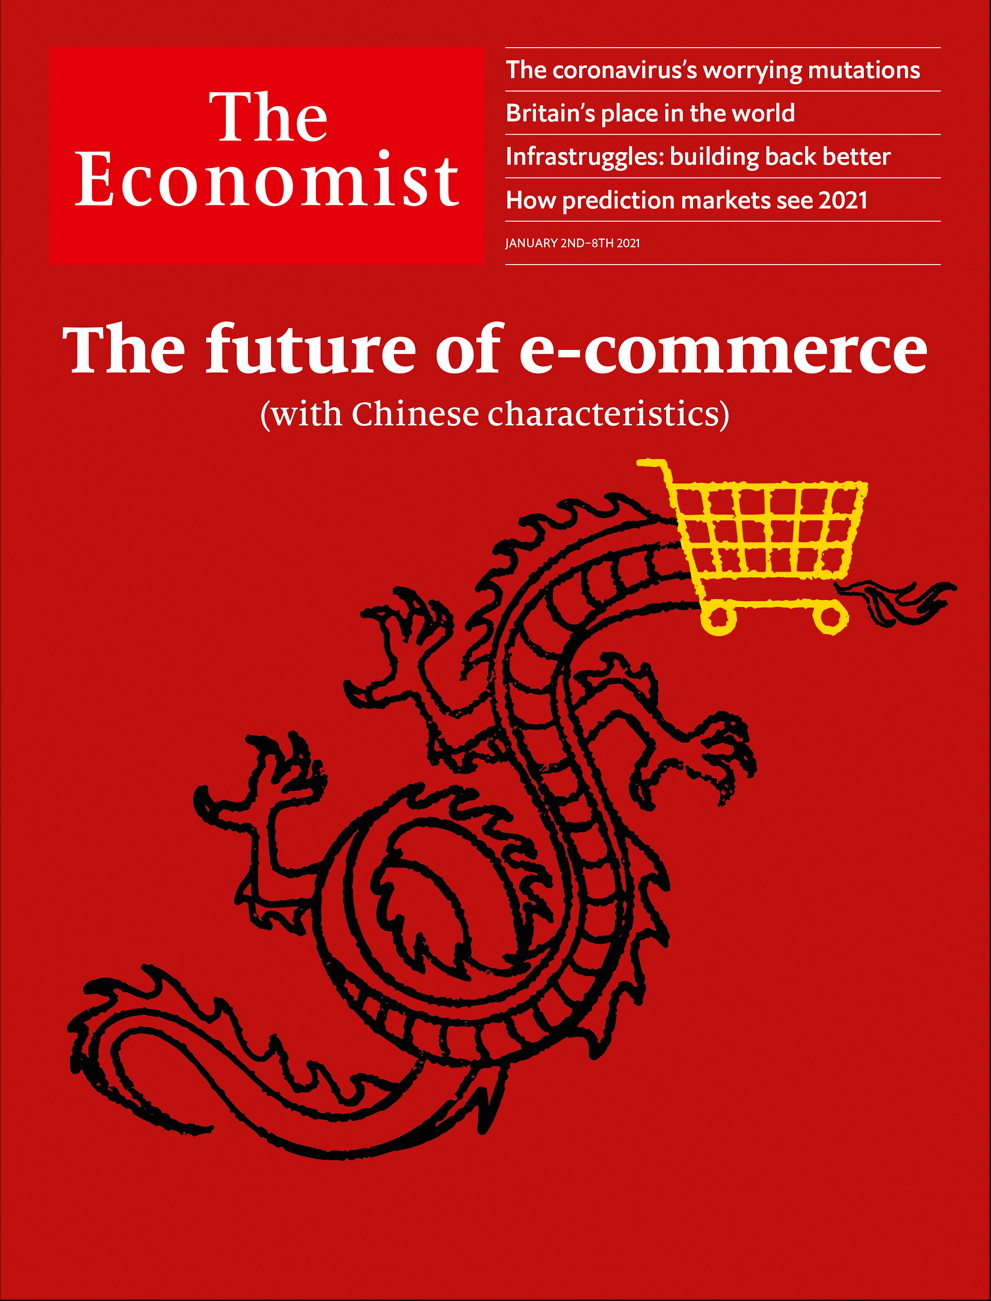 The
Economist
The coronavirus’s worrying mutations
Britain’s place in the world
Infrastruggles: building back better
How prediction markets see 2021
JANUARY 2ND–8TH 2021
The future of e-commerce
(with Chinese characteristics)